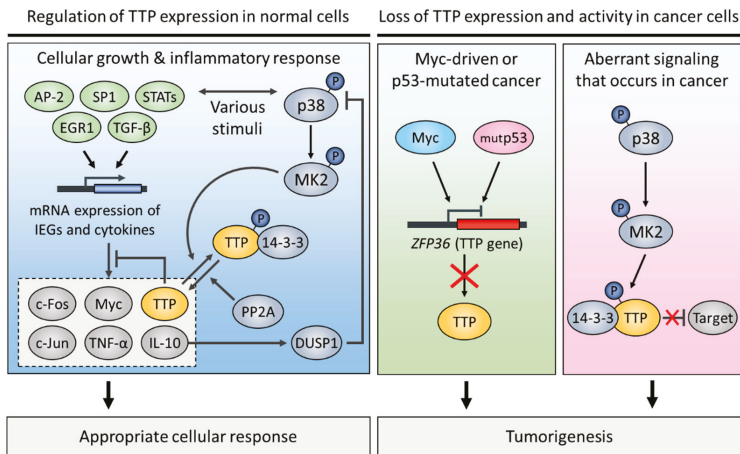 Regulation of TTP expression in normal cells
Cellular growth & inflammatory response
AP-2
SP1
STATs
EGR1
TGF-β
Various
stimuli
P
p38
P
MK2
mRNA expression of
IEGs and cytokines
P
TTP
14-3-3
c-Fos
Myc
TTP
c-Jun
TNF-α
IL-10
PP2A
DUSP1
Appropriate cellular response
Loss of TTP expression and activity in cancer cells
Myc-driven or
p53-mutated cancer
Myc
mutp53
ZFP36 (TTP gene)
TTP
Aberrant signaling
that occurs in cancer
P
p38
P
MK2
P
14-3-3
TTP
Target
Tumorigenesis